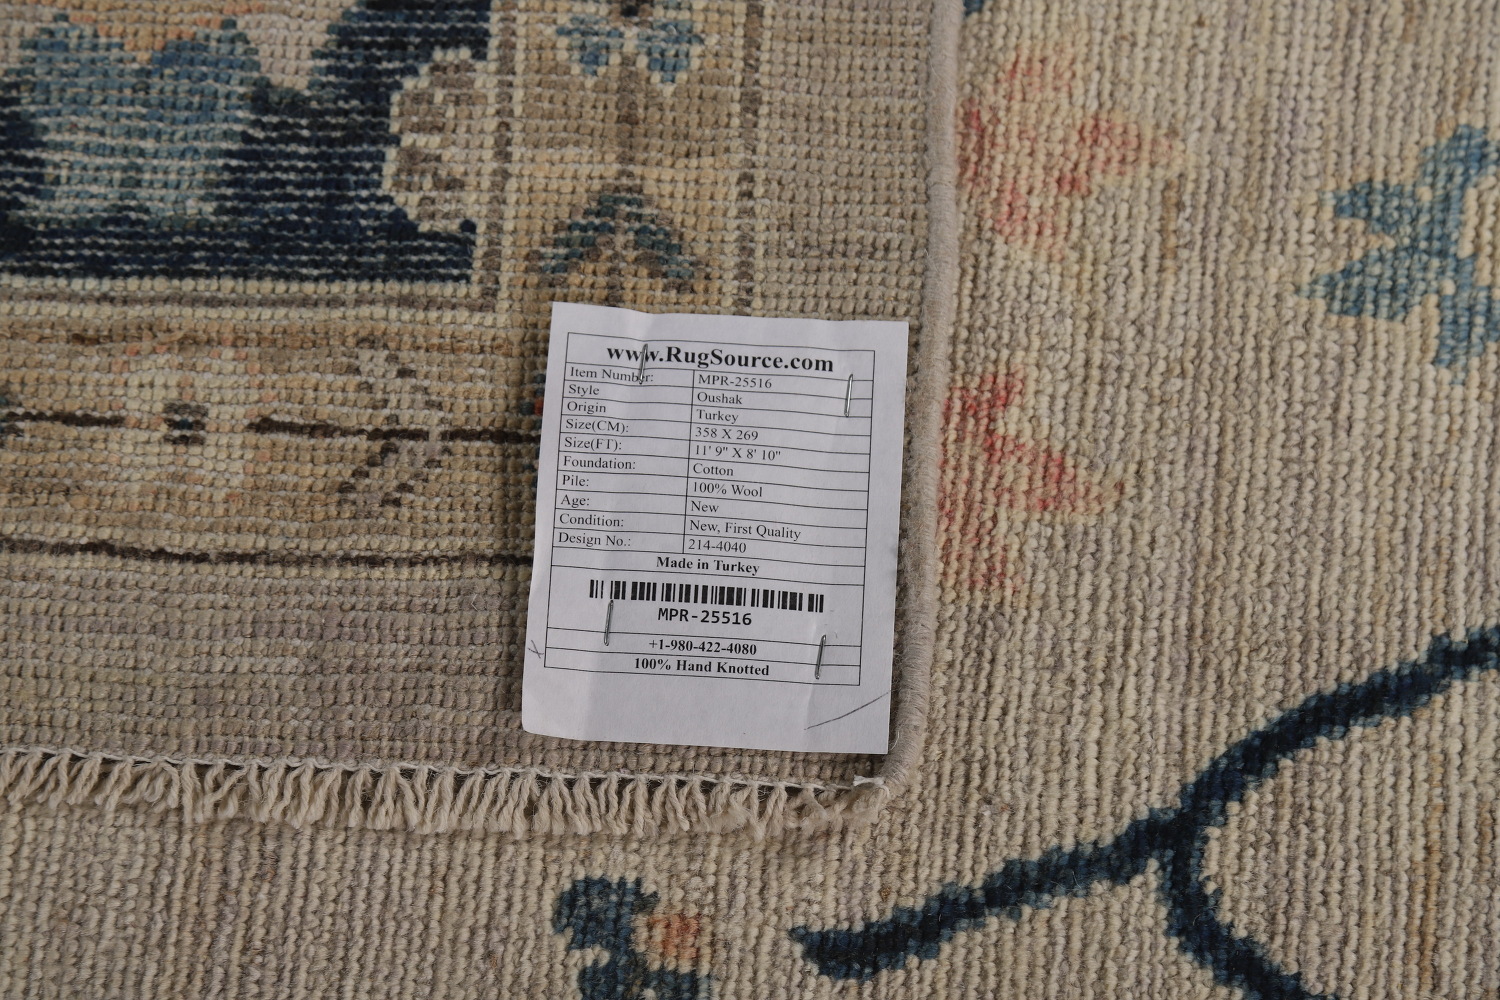 www.RugSource.com
Item Number: MPR-25516
Style Oushak
Origin Turkey
Size(CM): 358 X 269
Size(FT): 11' 9" X 8' 10"
Foundation: Cotton
Pile: 100% Wool
Age: New
Condition: New, First Quality
Design No.: 214-4040
Made in Turkey
MPR-25516
+1-980-422-4080
100% Hand Knotted